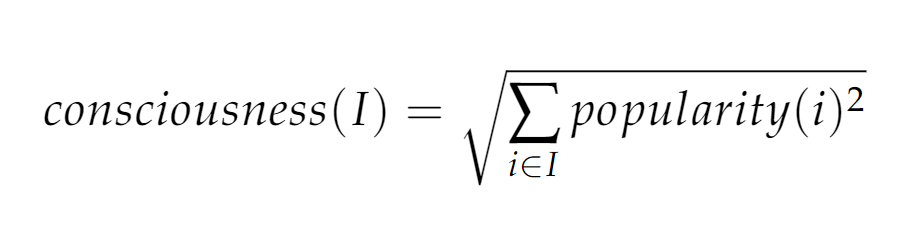 consciousness(I) = √∑_{i∈I} popularity(i)²